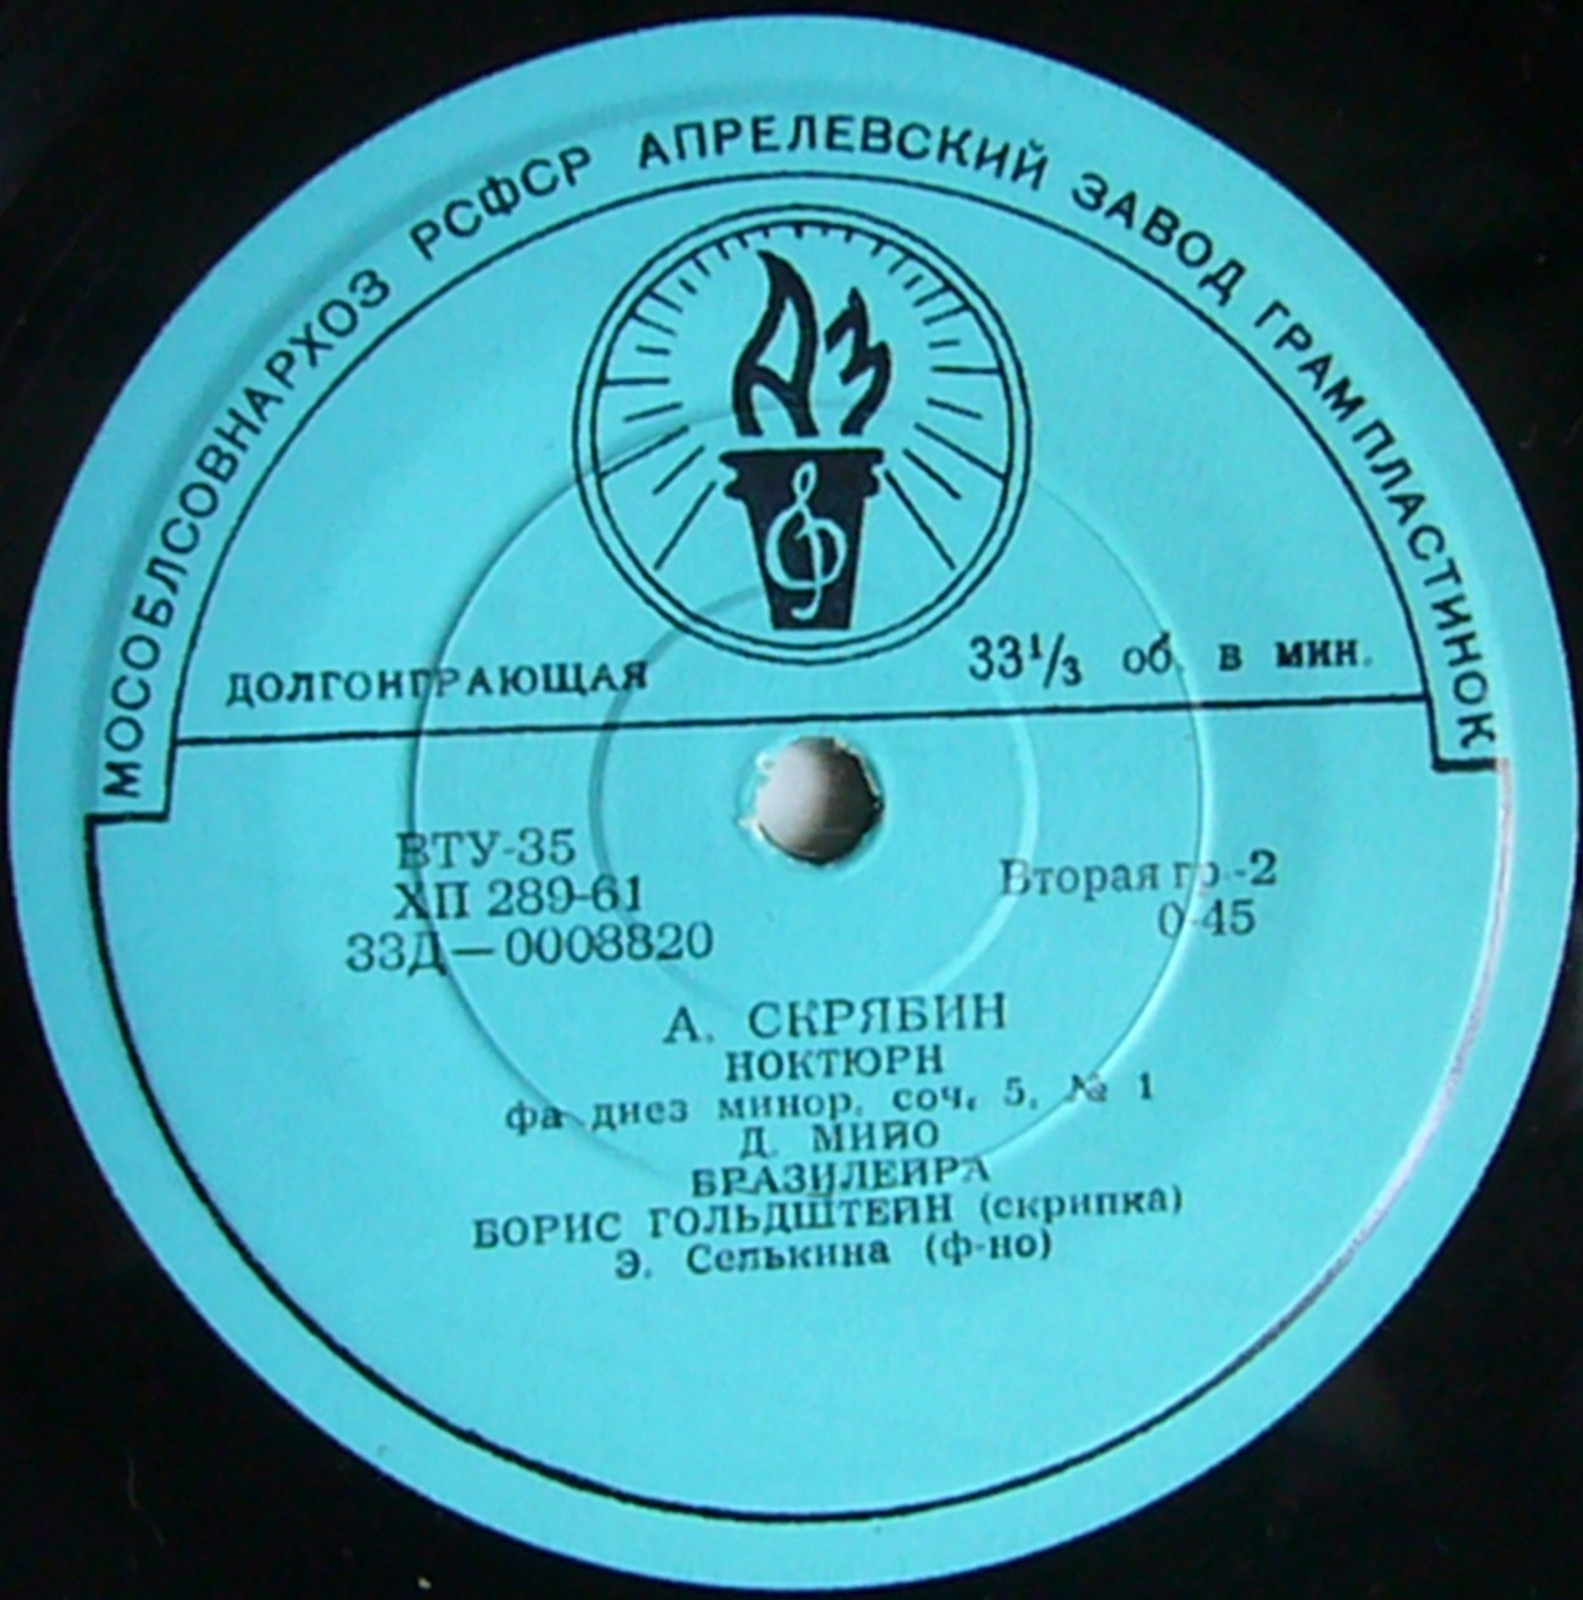 МОСОБЛСОВНАРХОЗ РСФСР АПРЕЛЕВСКИЙ ЗАВОД ГРАМПЛАСТИНОК
АЗ
ДОЛГОИГРАЮЩАЯ
33⅓ об. в мин.
ВТУ-35
ХП 289-61
33Д—0008820
Вторая гр.-2
0-45
А. СКРЯБИН
НОКТЮРН
фа диез минор, соч. 5, № 1
Д. МИЙО
БРАЗИЛЕЙРА
БОРИС ГОЛЬДШТЕЙН (скрипка)
Э. Селькина (ф-но)